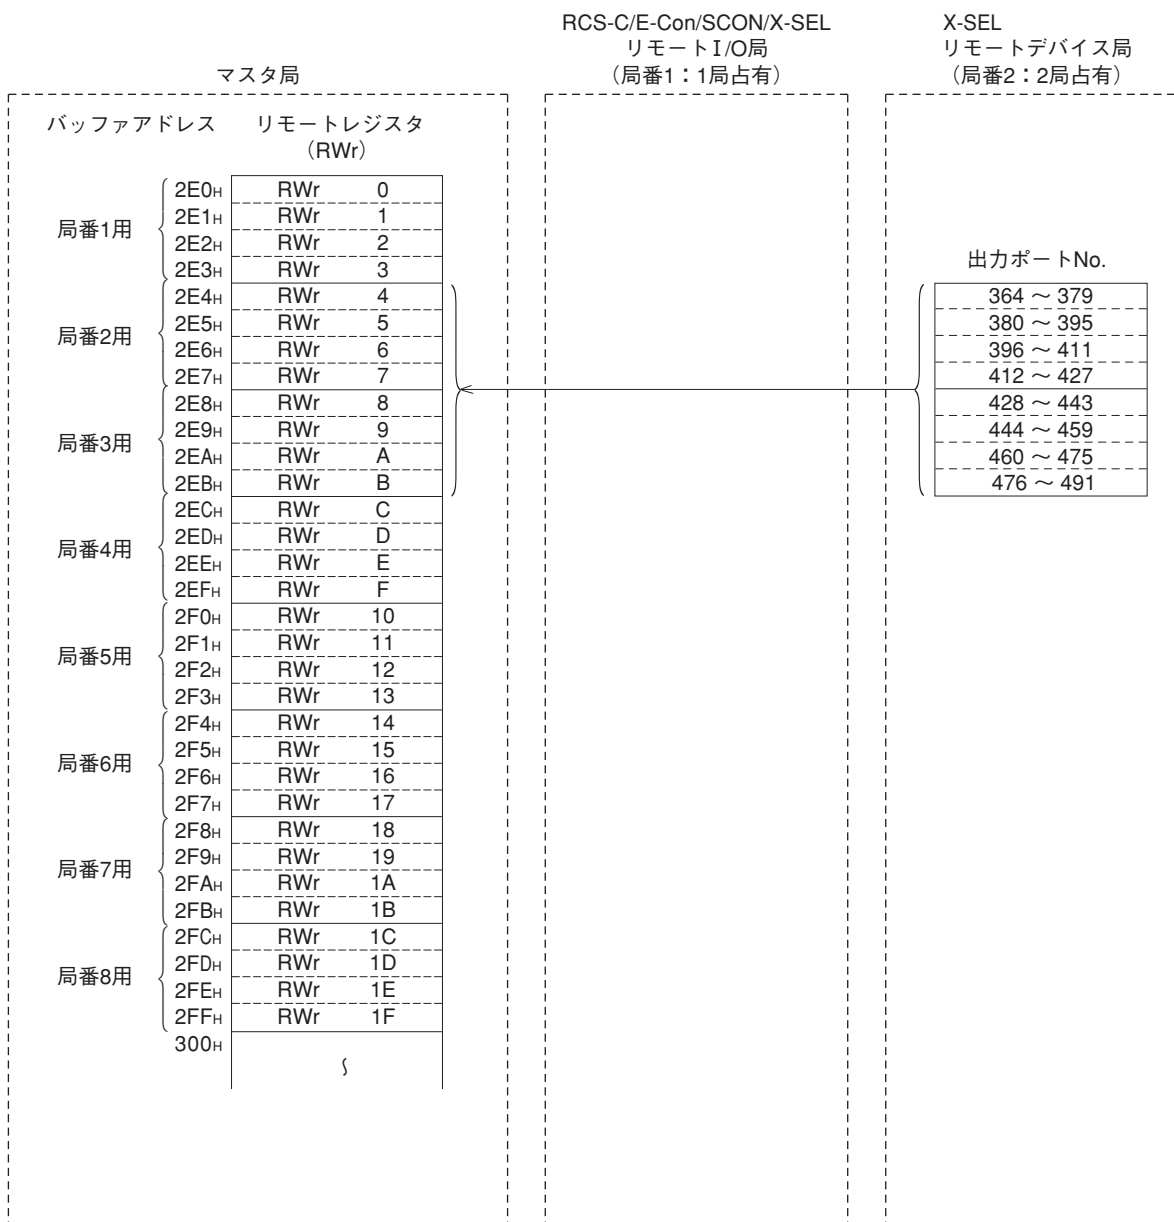 RCS-C/E-Con/SCON/X-SEL
リモートI/O局
（局番1：1局占有）
X-SEL
リモートデバイス局
（局番2：2局占有）
マスタ局
バッファアドレス
リモートレジスタ
（RWr）
局番1用
2E0H RWr 0
2E1H RWr 1
2E2H RWr 2
2E3H RWr 3
局番2用
2E4H RWr 4
2E5H RWr 5
2E6H RWr 6
2E7H RWr 7
局番3用
2E8H RWr 8
2E9H RWr 9
2EAH RWr A
2EBH RWr B
局番4用
2ECH RWr C
2EDH RWr D
2EEH RWr E
2EFH RWr F
局番5用
2F0H RWr 10
2F1H RWr 11
2F2H RWr 12
2F3H RWr 13
局番6用
2F4H RWr 14
2F5H RWr 15
2F6H RWr 16
2F7H RWr 17
局番7用
2F8H RWr 18
2F9H RWr 19
2FAH RWr 1A
2FBH RWr 1B
局番8用
2FCH RWr 1C
2FDH RWr 1D
2FEH RWr 1E
2FFH RWr 1F
300H
〜
出力ポートNo.
364 〜 379
380 〜 395
396 〜 411
412 〜 427
428 〜 443
444 〜 459
460 〜 475
476 〜 491